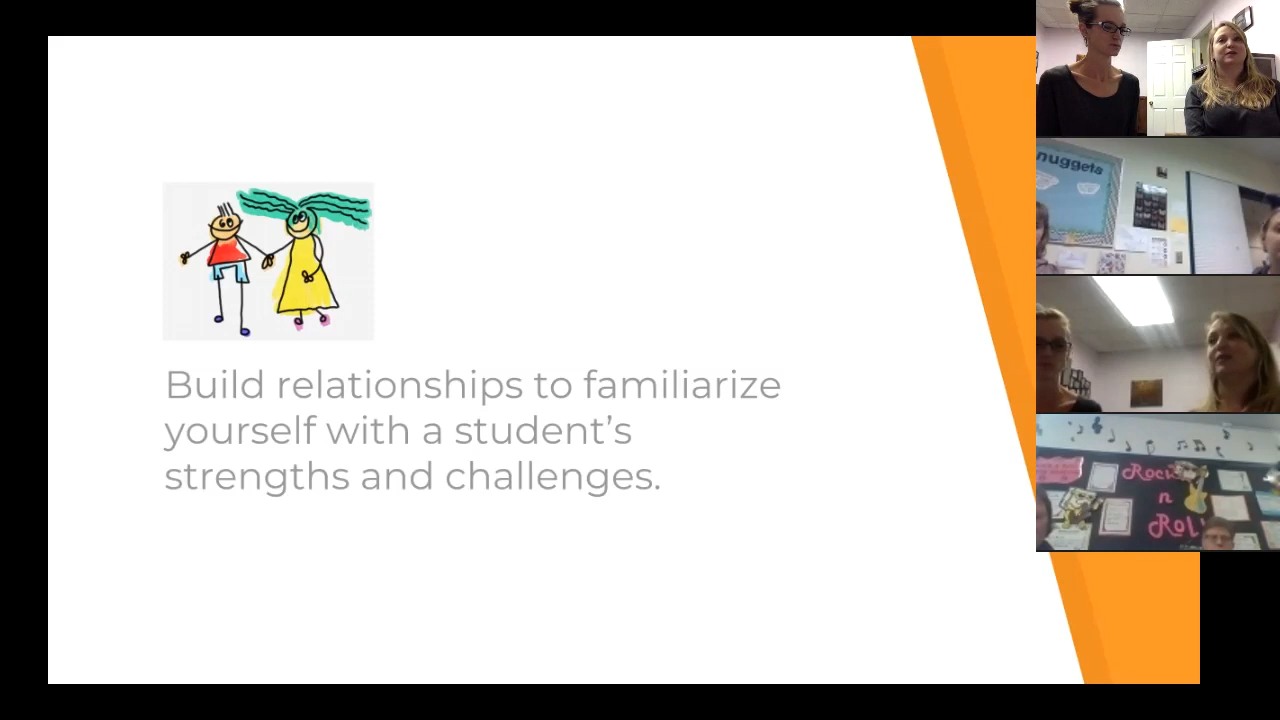 Build relationships to familiarize
yourself with a student’s
strengths and challenges.
nuggets
Rock
n
Roll